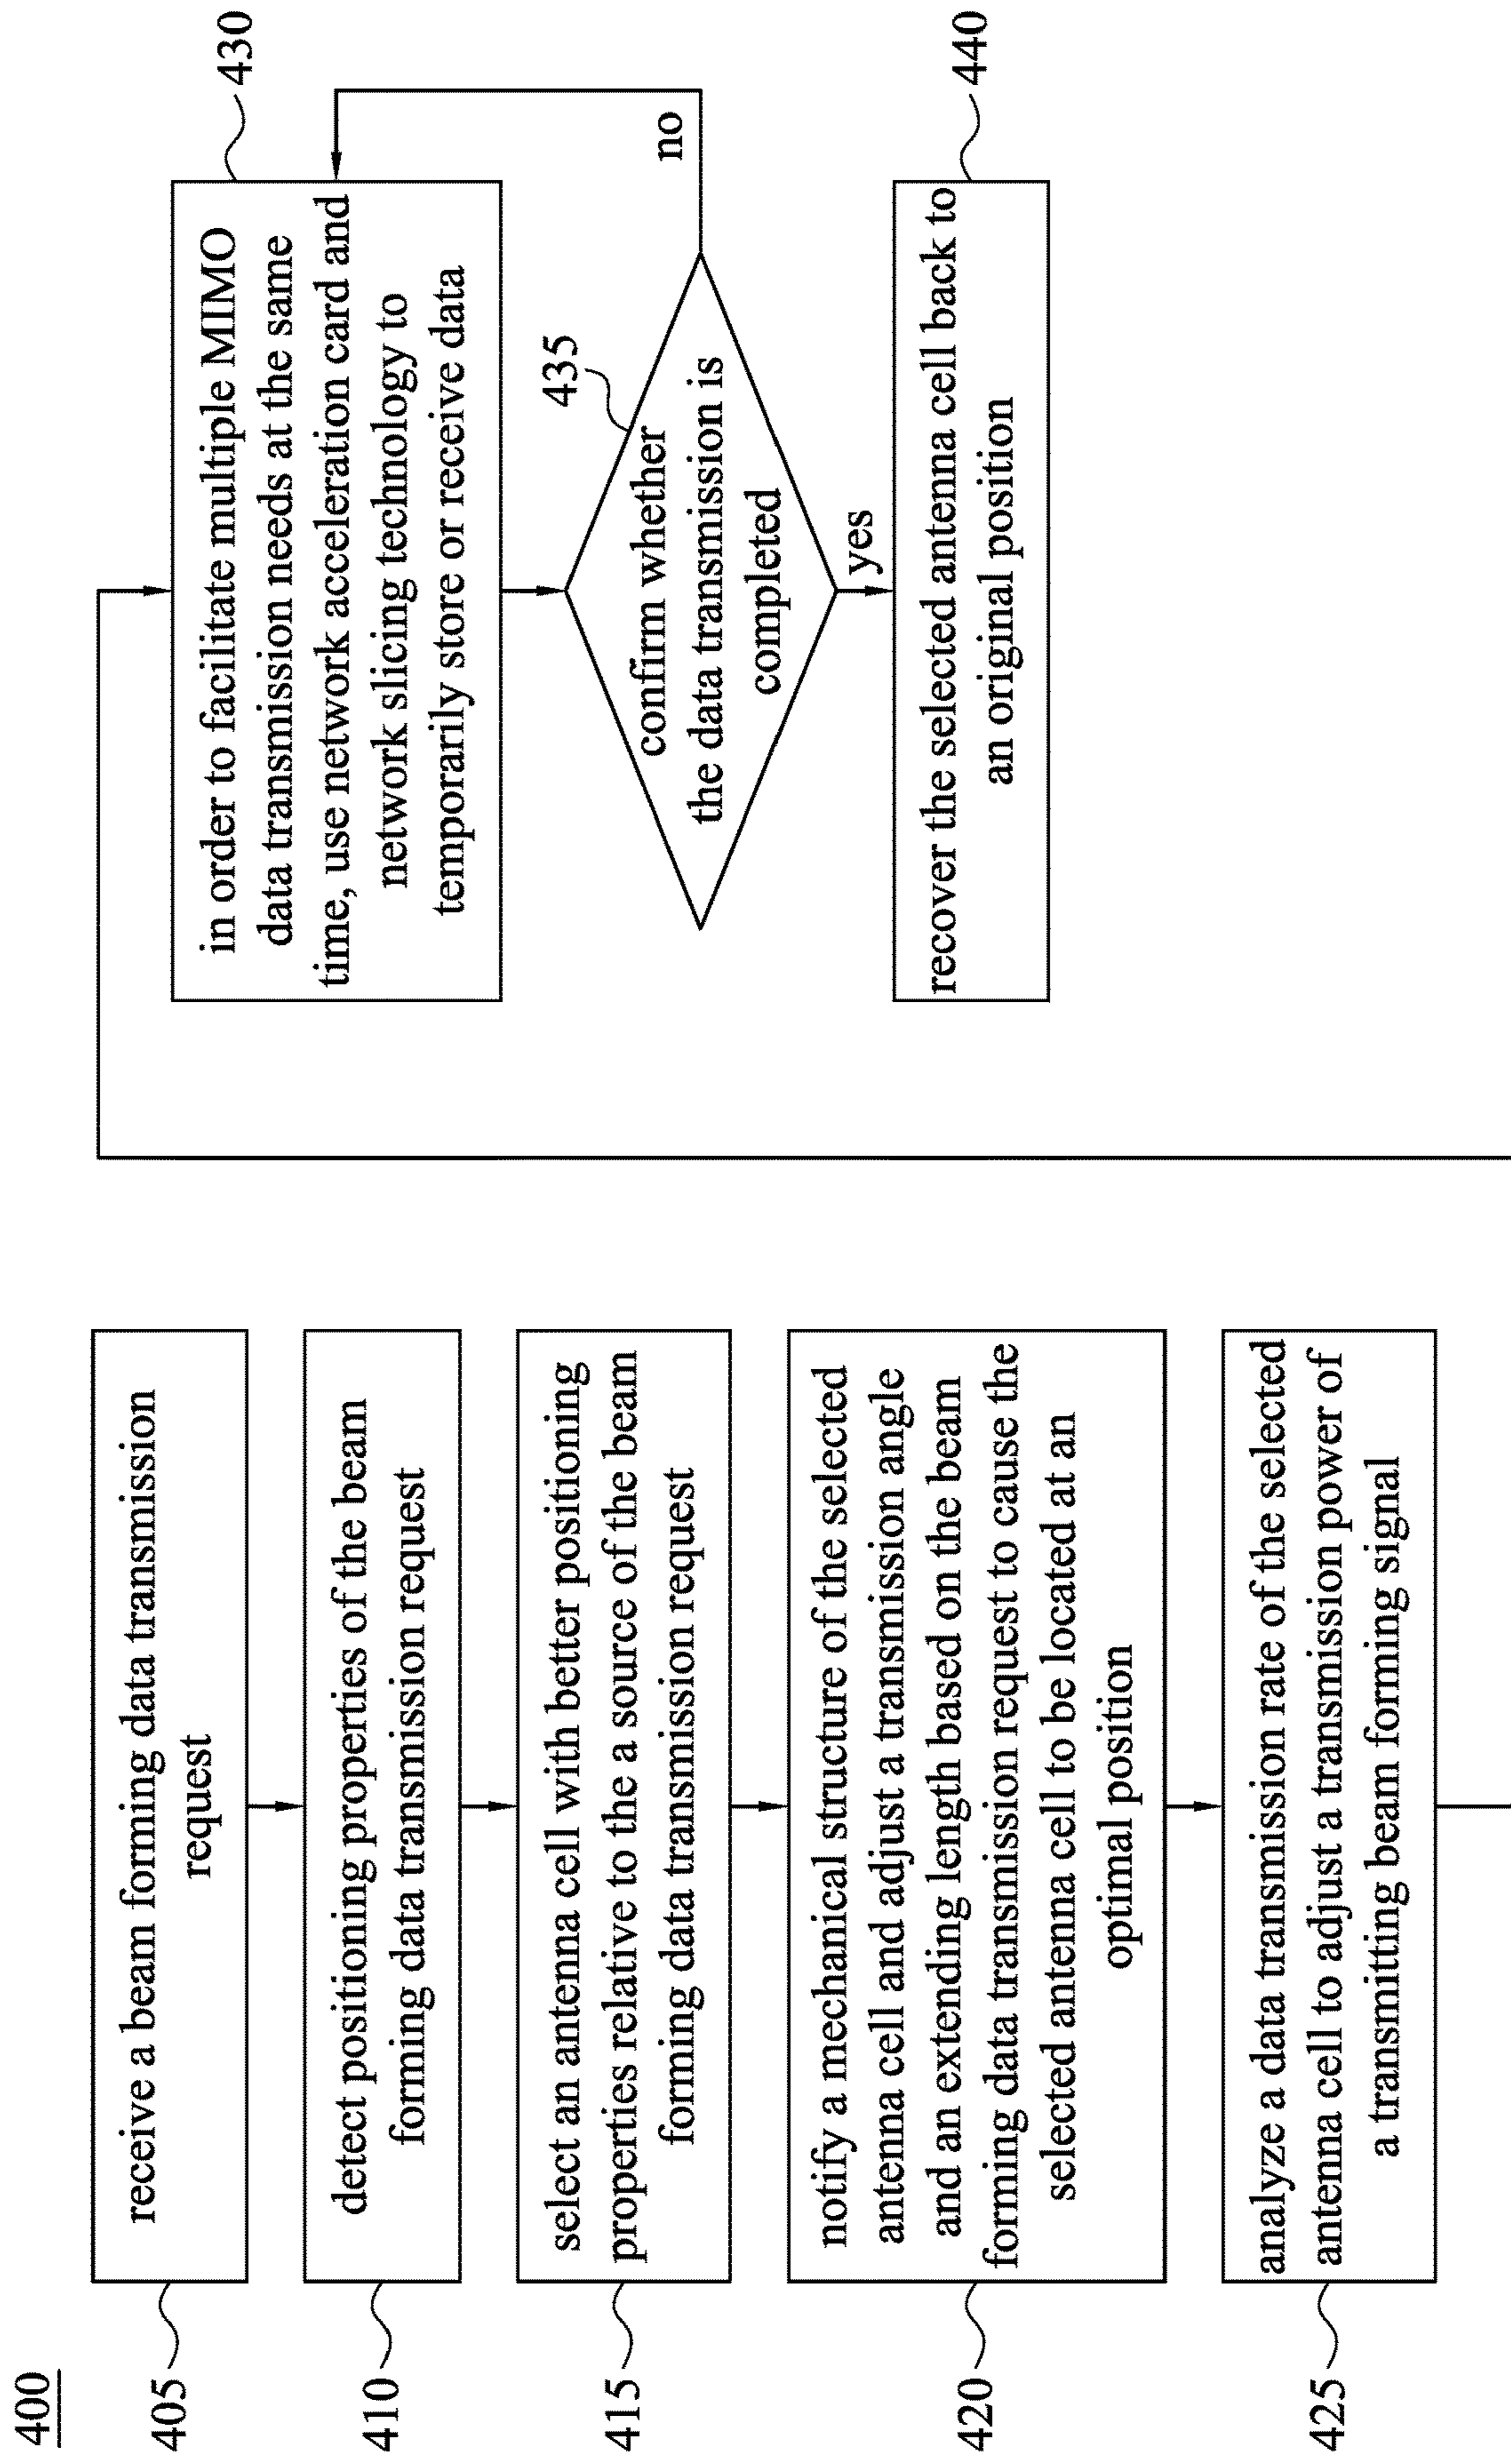 400
405
receive a beam forming data transmission
request
410
detect positioning properties of the beam
forming data transmission request
415
select an antenna cell with better positioning
properties relative to the a source of the beam
forming data transmission request
420
notify a mechanical structure of the selected
antenna cell and adjust a transmission angle
and an extending length based on the beam
forming data transmission request to cause the
selected antenna cell to be located at an
optimal position
425
analyze a data transmission rate of the selected
antenna cell to adjust a transmission power of
a transmitting beam forming signal
430
in order to facilitate multiple MIMO
data transmission needs at the same
time, use network acceleration card and
network slicing technology to
temporarily store or receive data
435
confirm whether
the data transmission is
completed
no
yes
440
recover the selected antenna cell back to
an original position